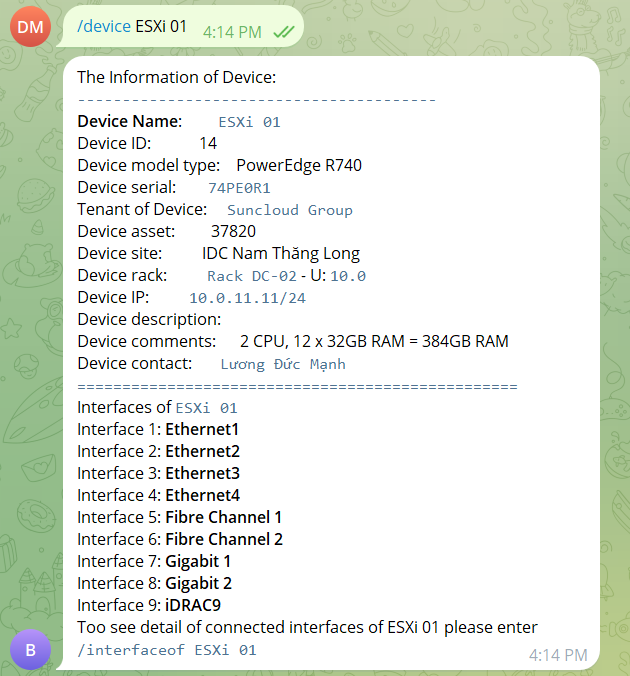 DM
/device ESXi 01 4:14 PM
The Information of Device:
----------------------------------------
Device Name: ESXi 01
Device ID: 14
Device model type: PowerEdge R740
Device serial: 74PE0R1
Tenant of Device: Suncloud Group
Device asset: 37820
Device site: IDC Nam Thăng Long
Device rack: Rack DC-02 - U: 10.0
Device IP: 10.0.11.11/24
Device description:
Device comments: 2 CPU, 12 x 32GB RAM = 384GB RAM
Device contact: Lương Đức Mạnh
=================================================
Interfaces of ESXi 01
Interface 1: Ethernet1
Interface 2: Ethernet2
Interface 3: Ethernet3
Interface 4: Ethernet4
Interface 5: Fibre Channel 1
Interface 6: Fibre Channel 2
Interface 7: Gigabit 1
Interface 8: Gigabit 2
Interface 9: iDRAC9
Too see detail of connected interfaces of ESXi 01 please enter
/interfaceof ESXi 01
4:14 PM
B